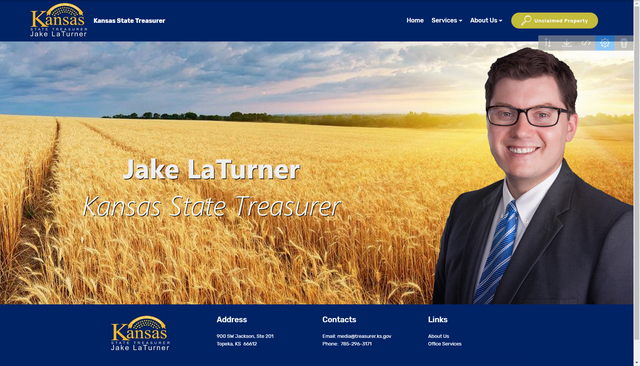 Kansas
STATE TREASURER
Jake LaTurner
Kansas State Treasurer
Home
Services
About Us
Unclaimed Property
Jake LaTurner
Kansas State Treasurer
Kansas
STATE TREASURER
Jake LaTurner
Address
900 SW Jackson, Ste 201
Topeka, KS 66612
Contacts
Email: media@treasurer.ks.gov
Phone: 785-296-3171
Links
About Us
Office Services